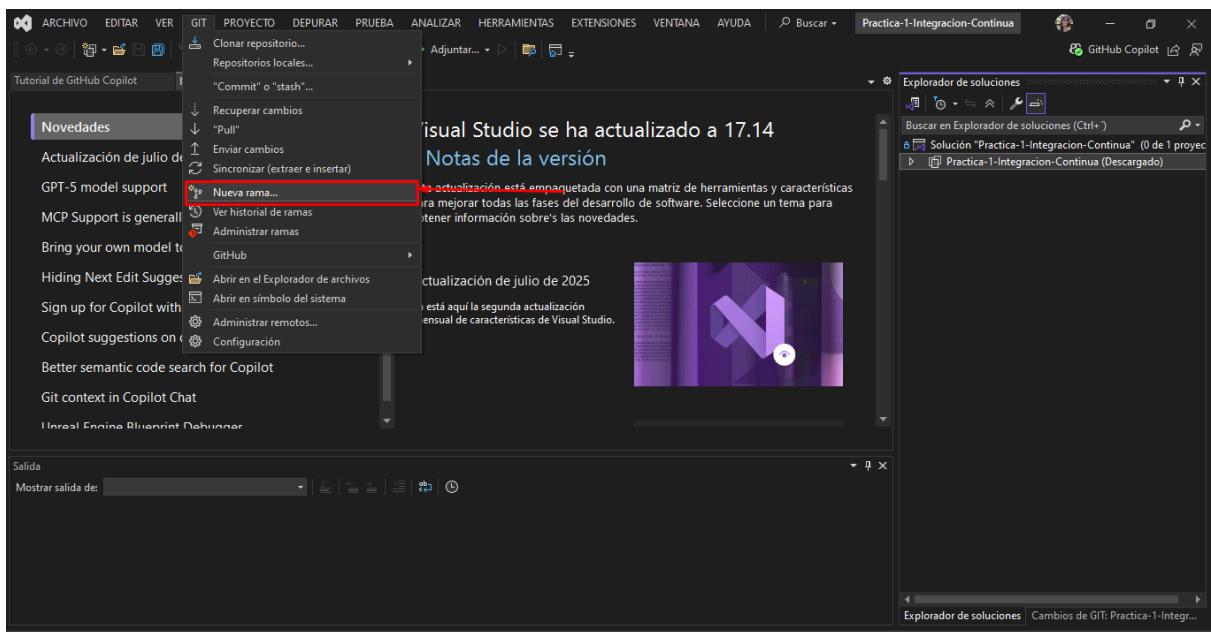 ARCHIVO EDITAR VER GIT PROYECTO DEPURAR PRUEBA ANALIZAR HERRAMIENTAS EXTENSIONES VENTANA AYUDA Buscar Practica-1-Integracion-Continua
Adjuntar... GitHub Copilot
Clonar repositorio...
Repositorios locales...
"Commit" o "stash"...
Recuperar cambios
"Pull"
Enviar cambios
Sincronizar (extraer e insertar)
Nueva rama...
Ver historial de ramas
Administrar ramas
GitHub
Abrir en el Explorador de archivos
Abrir en símbolo del sistema
Administrar remotos...
Configuración
Tutorial de GitHub Copilot
Novedades
Actualización de julio de
GPT-5 model support
MCP Support is generall
Bring your own model to
Hiding Next Edit Sugges
Sign up for Copilot with
Copilot suggestions on
Better semantic code search for Copilot
Git context in Copilot Chat
Unreal Engine Blueprint Debugger
isual Studio se ha actualizado a 17.14
Notas de la versión
actualización está empaquetada con una matriz de herramientas y características
ra mejorar todas las fases del desarrollo de software. Seleccione un tema para
tener información sobre's las novedades.
ctualización de julio de 2025
está aquí la segunda actualización
ensual de características de Visual Studio.
Explorador de soluciones
Buscar en Explorador de soluciones (Ctrl+´)
Solución "Practica-1-Integracion-Continua" (0 de 1 proyec
Practica-1-Integracion-Continua (Descargado)
Salida
Mostrar salida de:
Explorador de soluciones Cambios de GIT: Practica-1-Integr...